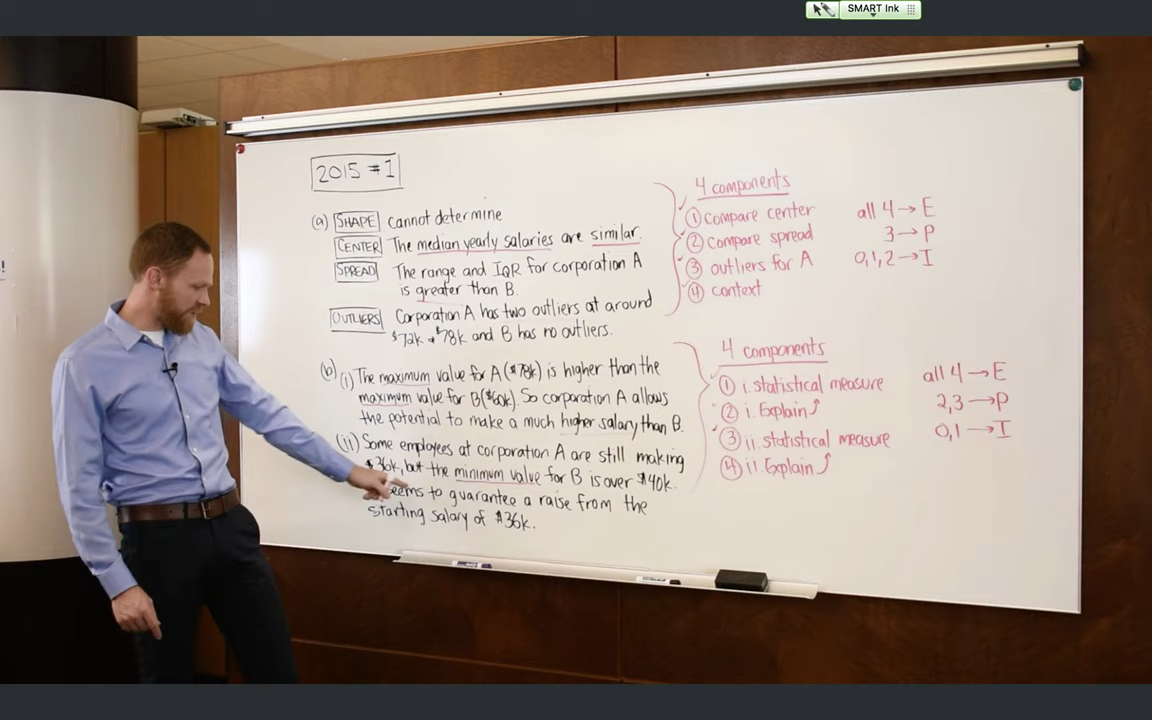 SMART Ink
2015 #1
(a) SHAPE cannot determine
CENTER The median yearly salaries are similar.
SPREAD The range and IQR for corporation A
is greater than B.
OUTLIERS Corporation A has two outliers at around
$72k & $78k and B has no outliers.
(b) (i) The maximum value for A ($78k) is higher than the
maximum value for B ($60k). So corporation A allows
the potential to make a much higher salary than B.
(ii) Some employees at corporation A are still making
$36k, but the minimum value for B is over $40k.
seems to guarantee a raise from the
starting salary of $36k.
4 components
① compare center
② compare spread
③ outliers for A
④ context
all 4 → E
3 → P
0,1,2 → I
4 components
① i. statistical measure
② i. Explain
③ ii. statistical measure
④ ii Explain
all 4 → E
2,3 → P
0,1 → I